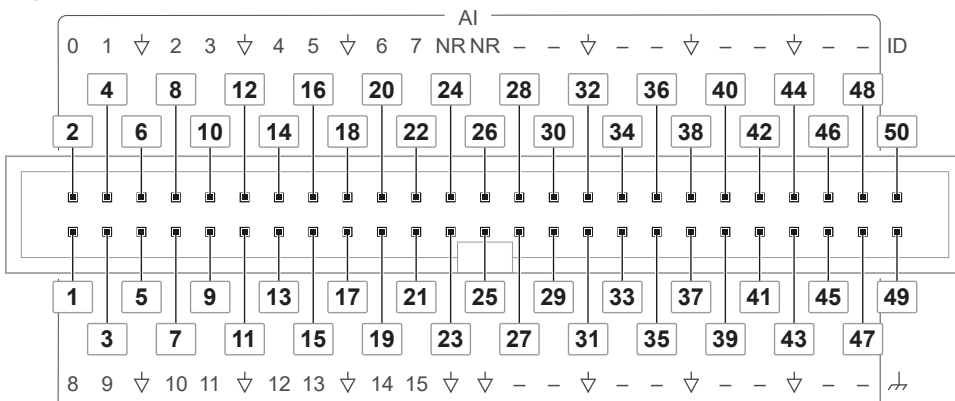 AI
0 1 2 3 4 5 6 7 NR NR – – – – – – – – ID
4 8 12 16 20 24 28 32 36 40 44 48
2 6 10 14 18 22 26 30 34 38 42 46 50
1 5 9 13 17 21 25 29 33 37 41 45 49
3 7 11 15 19 23 27 31 35 39 43 47
8 9 10 11 12 13 14 15 – – – – – – – –